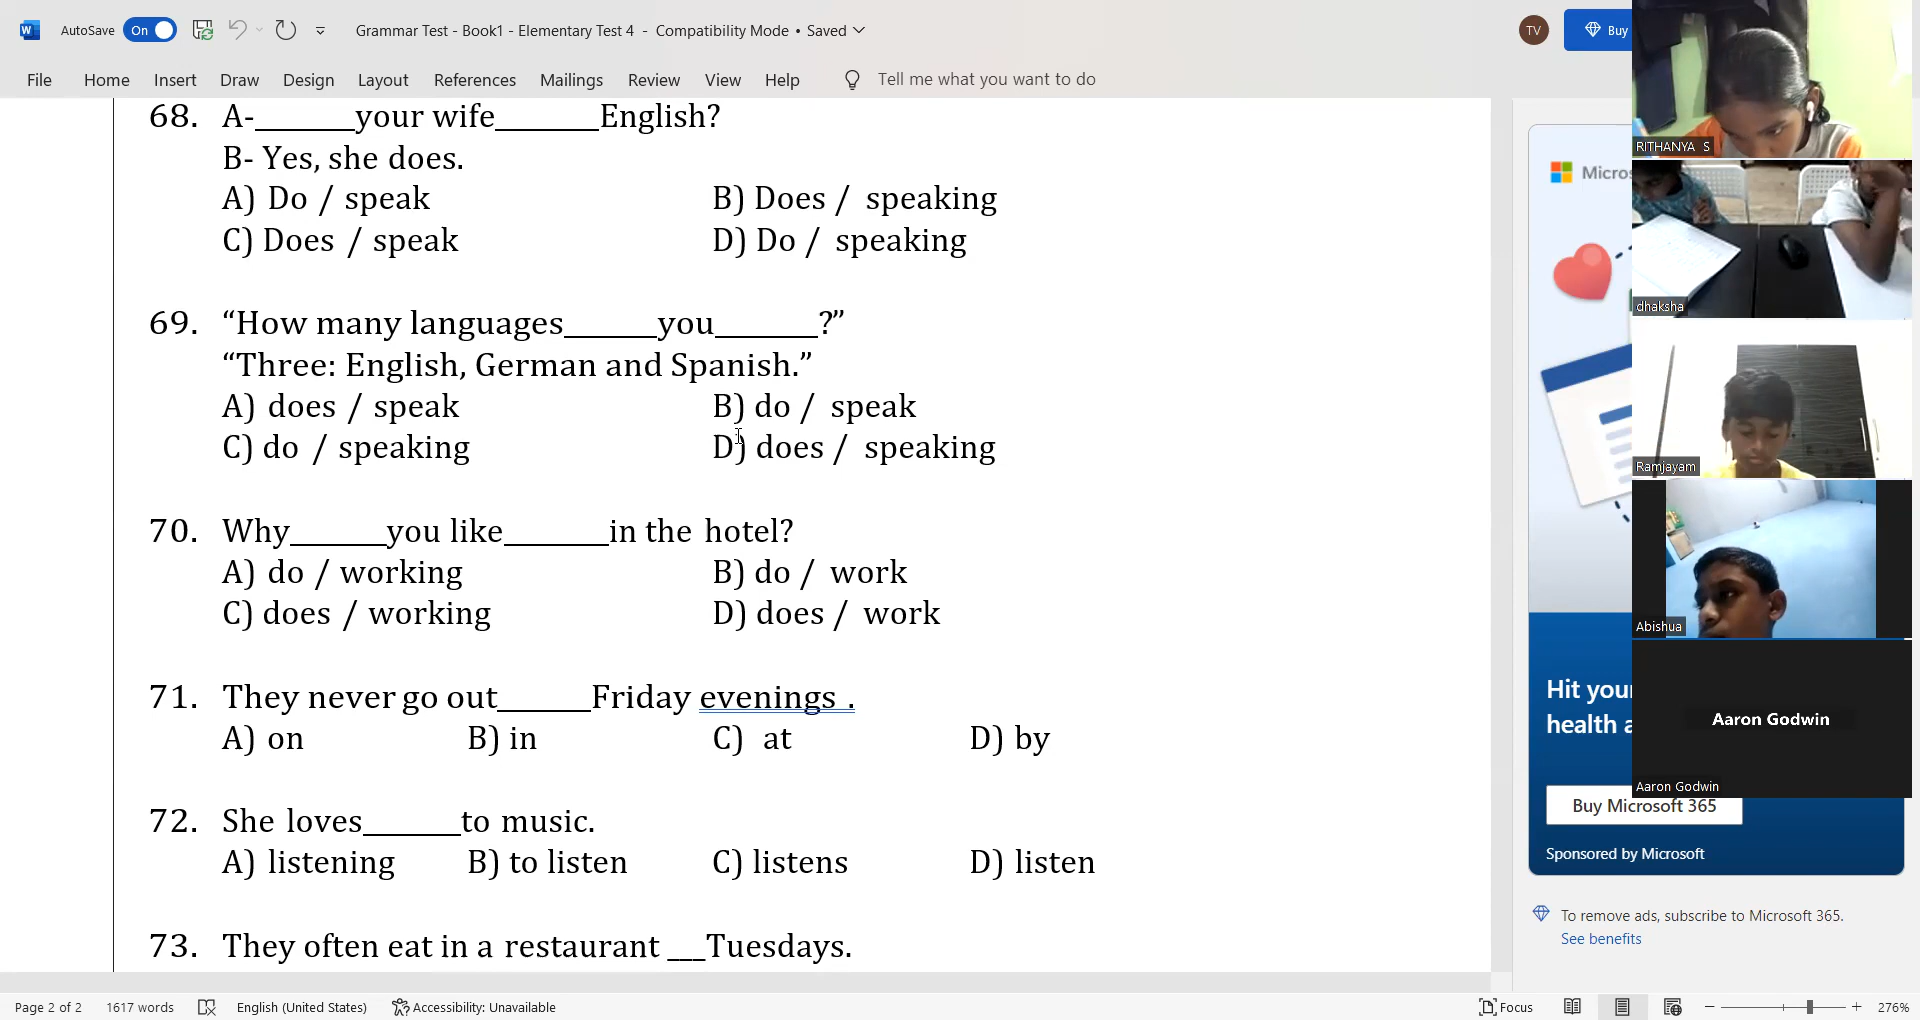 AutoSave On Grammar Test - Book1 - Elementary Test 4 - Compatibility Mode • Saved TV Buy
File Home Insert Draw Design Layout References Mailings Review View Help Tell me what you want to do
68. A-______your wife______English?
B- Yes, she does.
A) Do / speak B) Does / speaking
C) Does / speak D) Do / speaking
69. “How many languages______you______?”
“Three: English, German and Spanish.”
A) does / speak B) do / speak
C) do / speaking D) does / speaking
70. Why______you like______in the hotel?
A) do / working B) do / work
C) does / working D) does / work
71. They never go out______Friday evenings .
A) on B) in C) at D) by
72. She loves______to music.
A) listening B) to listen C) listens D) listen
73. They often eat in a restaurant ___Tuesdays.
RITHANYA S
dhaksha
Ramjayam
Abishua
Aaron Godwin
Aaron Godwin
Hit your
health a
Buy Microsoft 365
Sponsored by Microsoft
To remove ads, subscribe to Microsoft 365.
See benefits
Page 2 of 2 1617 words English (United States) Accessibility: Unavailable Focus 276%